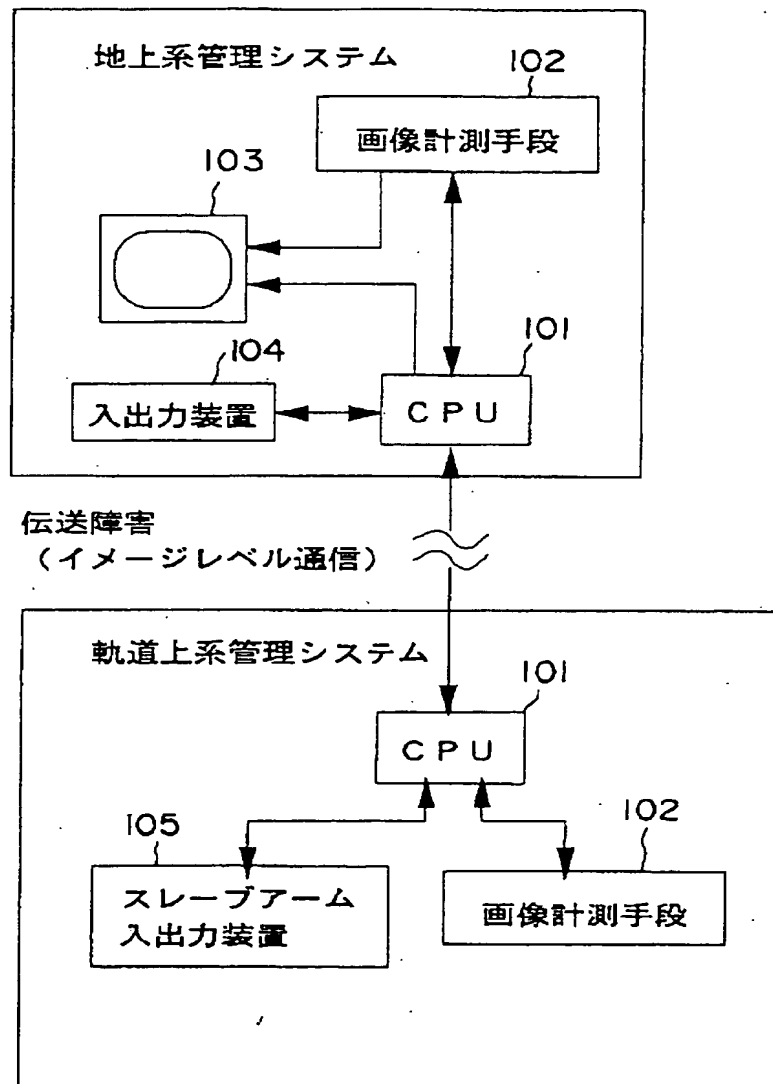 地上系管理システム
102
画像計測手段
103
101
104
入出力装置
CPU
伝送障害
(イメージレベル通信)
軌道上系管理システム
101
CPU
105
102
スレーブアーム
入出力装置
画像計測手段